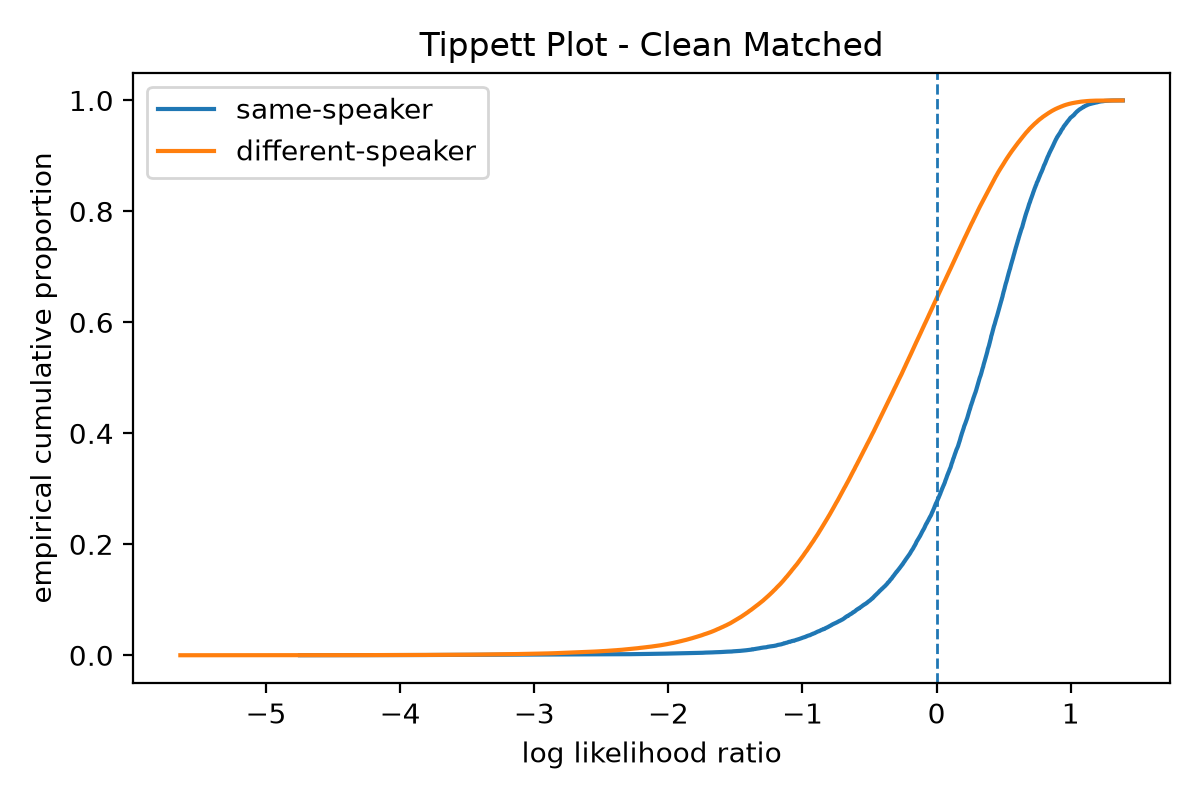 Tippett Plot - Clean Matched
same-speaker
different-speaker
empirical cumulative proportion
1.0
0.8
0.6
0.4
0.2
0.0
−5 −4 −3 −2 −1 0 1
log likelihood ratio